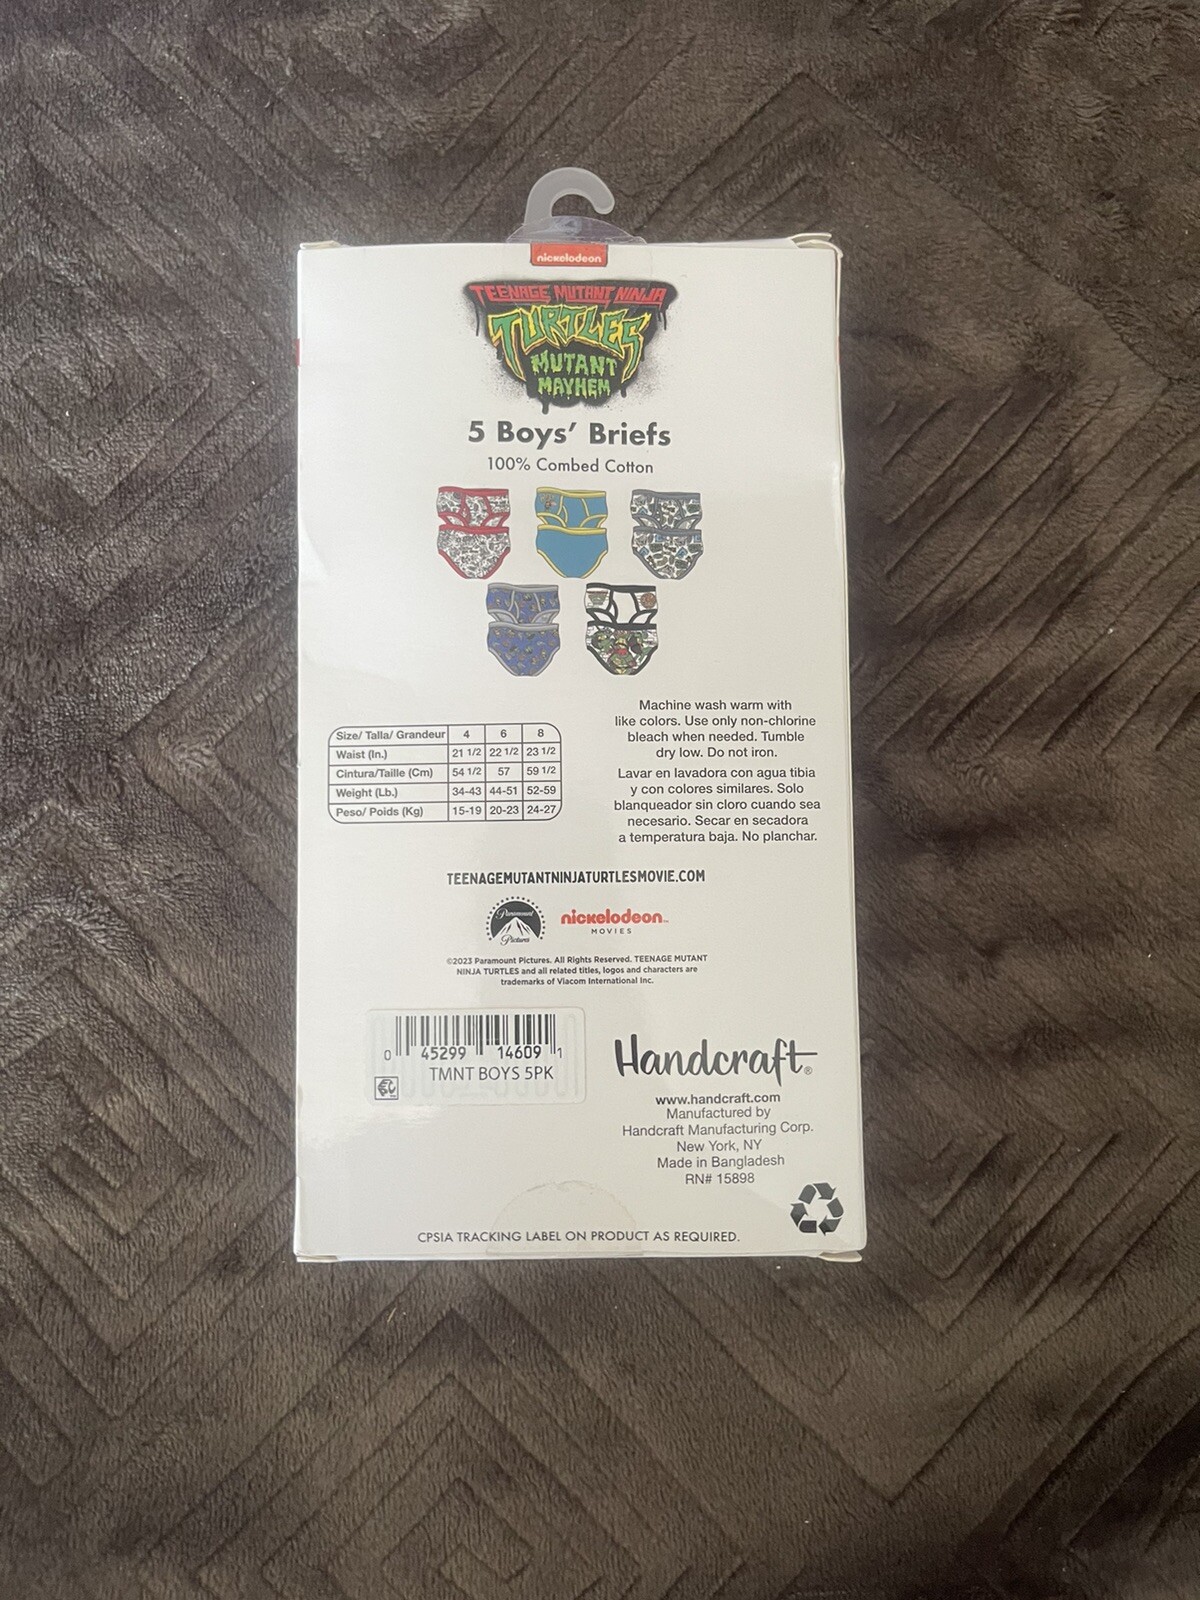 nickelodeon
TEENAGE MUTANT NINJA
TURTLES
MUTANT
MAYHEM
5 Boys' Briefs
100% Combed Cotton
Machine wash warm with
like colors. Use only non-chlorine
bleach when needed. Tumble
dry low. Do not iron.
Lavar en lavadora con agua tibia
y con colores similares. Solo
blanqueador sin cloro cuando sea
necesario. Secar en secadora
a temperatura baja. No planchar.
Size/ Talla/ Grandeur 4 6 8
Waist (In.) 21 1/2 22 1/2 23 1/2
Cintura/Taille (Cm) 54 1/2 57 59 1/2
Weight (Lb.) 34-43 44-51 52-59
Peso/ Poids (Kg) 15-19 20-23 24-27
TEENAGEMUTANTNINJATURTLESMOVIE.COM
Paramount
Pictures
nickelodeon™
MOVIES
©2023 Paramount Pictures. All Rights Reserved. TEENAGE MUTANT
NINJA TURTLES and all related titles, logos and characters are
trademarks of Viacom International Inc.
0 45299 14609 1
TMNT BOYS 5PK
Handcraft®
www.handcraft.com
Manufactured by
Handcraft Manufacturing Corp.
New York, NY
Made in Bangladesh
RN# 15898
CPSIA TRACKING LABEL ON PRODUCT AS REQUIRED.